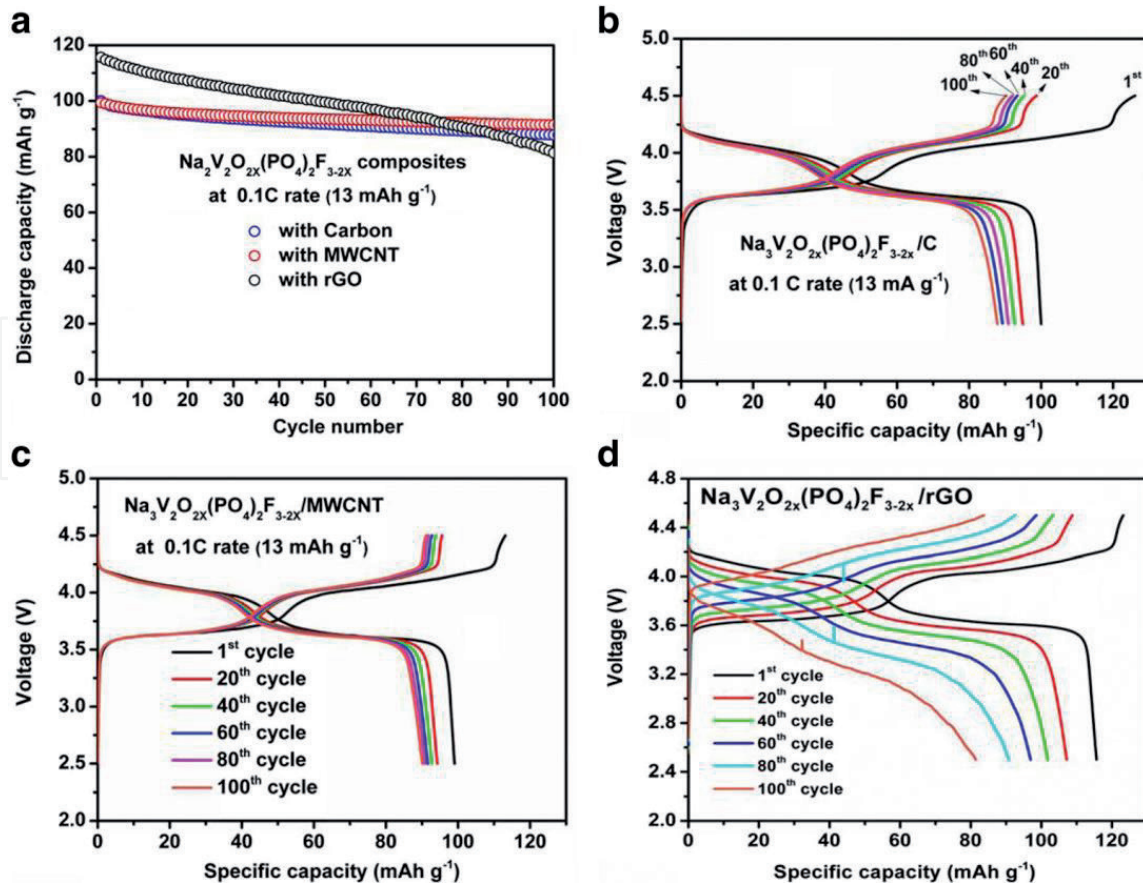 a
120
100
80
60
40
20
0
Discharge capacity (mAh g⁻¹)
Na₂V₂O₂X(PO₄)₂F₃₋₂X composites
at 0.1C rate (13 mAh g⁻¹)
with Carbon
with MWCNT
with rGO
0 20 40 60 80 100
Cycle number
b
5.0
4.5
4.0
3.5
3.0
2.5
2.0
Voltage (V)
100th 80th 60th 40th 20th 1st
Na₃V₂O₂ₓ(PO₄)₂F₃₋₂ₓ/C
at 0.1 C rate (13 mA g⁻¹)
0 20 40 60 80 100 120
Specific capacity (mAh g⁻¹)
c
5.0
4.5
4.0
3.5
3.0
2.5
2.0
Voltage (V)
Na₃V₂O₂X(PO₄)₂F₃₋₂X/MWCNT
at 0.1C rate (13 mAh g⁻¹)
1st cycle
20th cycle
40th cycle
60th cycle
80th cycle
100th cycle
0 20 40 60 80 100 120
Specific capacity (mAh g⁻¹)
d
4.8
4.4
4.0
3.6
3.2
2.8
2.4
2.0
Voltage (V)
Na₃V₂O₂ₓ(PO₄)₂F₃₋₂ₓ/rGO
1st cycle
20th cycle
40th cycle
60th cycle
80th cycle
100th cycle
0 20 40 60 80 100 120
Specific capacity (mAh g⁻¹)